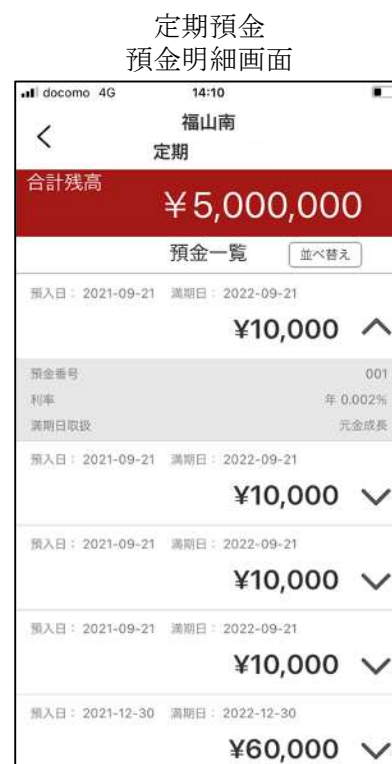 定期預金
預金明細画面
docomo 4G 14:10
福山南
定期
合計残高
￥5,000,000
預金一覧 並べ替え
預入日： 2021-09-21 満期日： 2022-09-21
¥10,000
預金番号 001
利率 年 0.002%
満期日取扱 元金成長
預入日： 2021-09-21 満期日： 2022-09-21
¥10,000
預入日： 2021-09-21 満期日： 2022-09-21
¥10,000
預入日： 2021-09-21 満期日： 2022-09-21
¥10,000
預入日： 2021-12-30 満期日： 2022-12-30
¥60,000